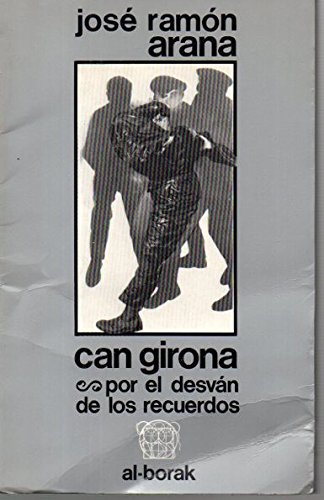 josé ramón
arana
can girona
por el desván
de los recuerdos
al-borak